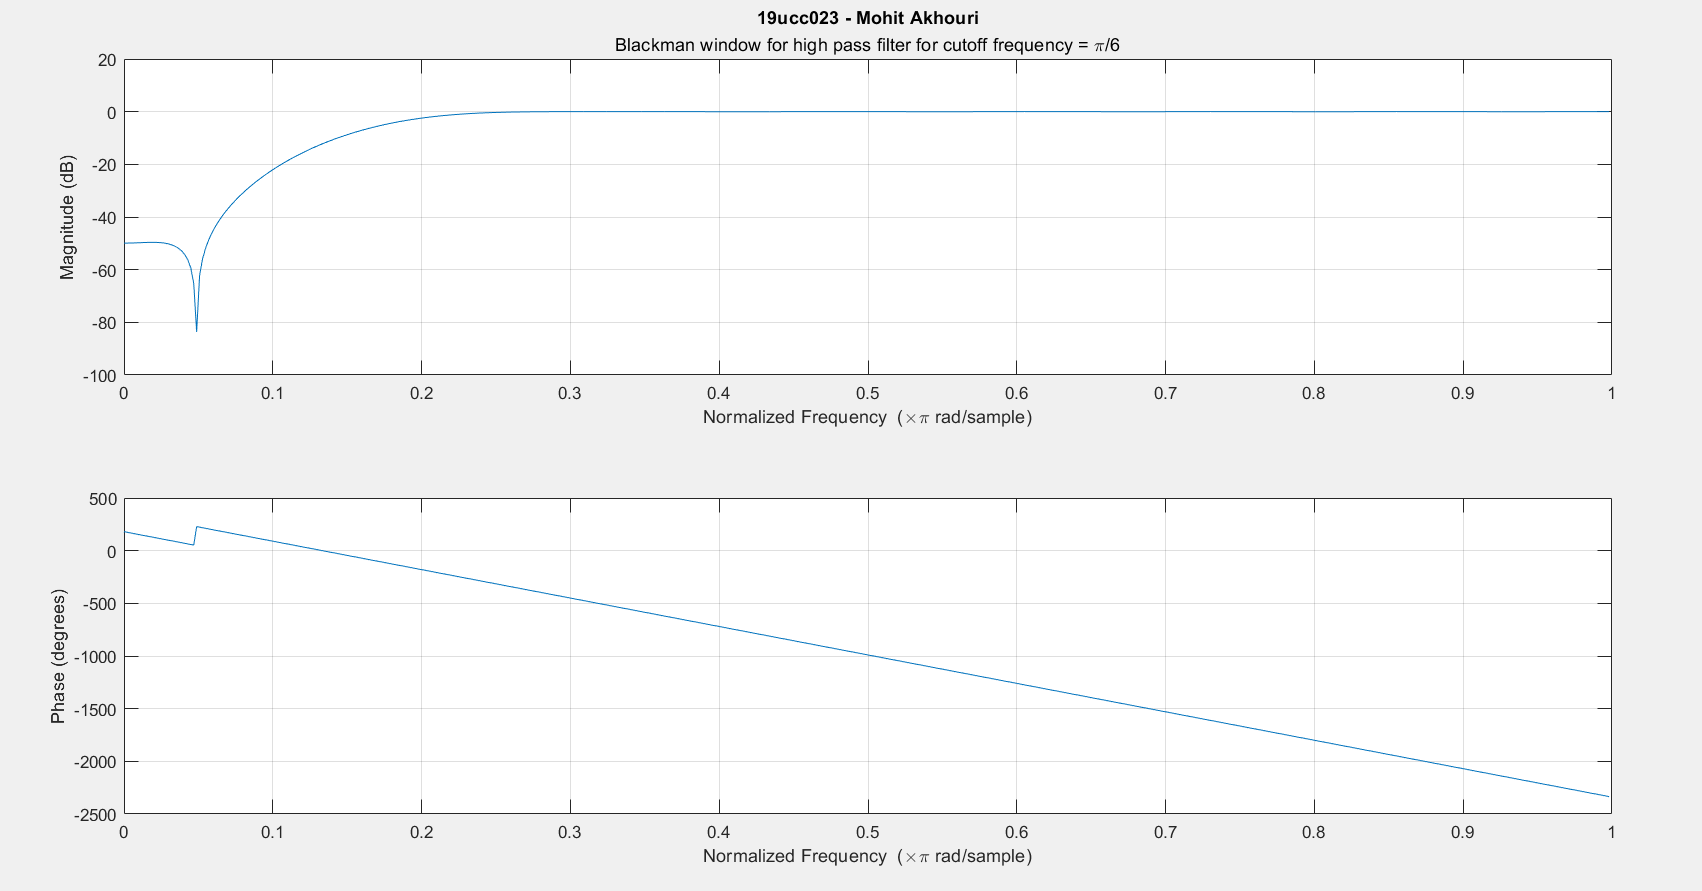 19ucc023 - Mohit Akhouri
Blackman window for high pass filter for cutoff frequency = π/6
20
0
-20
-40
-60
-80
-100
Magnitude (dB)
0 0.1 0.2 0.3 0.4 0.5 0.6 0.7 0.8 0.9 1
Normalized Frequency (×π rad/sample)
500
0
-500
-1000
-1500
-2000
-2500
Phase (degrees)
0 0.1 0.2 0.3 0.4 0.5 0.6 0.7 0.8 0.9 1
Normalized Frequency (×π rad/sample)